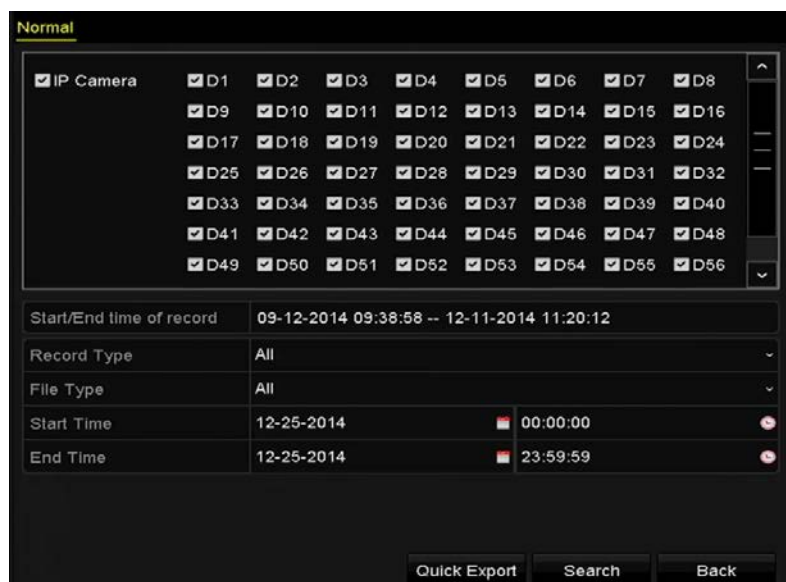 Normal
IP Camera D1 D2 D3 D4 D5 D6 D7 D8
D9 D10 D11 D12 D13 D14 D15 D16
D17 D18 D19 D20 D21 D22 D23 D24
D25 D26 D27 D28 D29 D30 D31 D32
D33 D34 D35 D36 D37 D38 D39 D40
D41 D42 D43 D44 D45 D46 D47 D48
D49 D50 D51 D52 D53 D54 D55 D56
Start/End time of record 09-12-2014 09:38:58 -- 12-11-2014 11:20:12
Record Type All
File Type All
Start Time 12-25-2014 00:00:00
End Time 12-25-2014 23:59:59
Quick Export Search Back